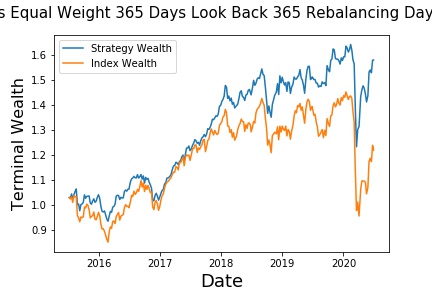 s Equal Weight 365 Days Look Back 365 Rebalancing Day
Strategy Wealth
Index Wealth
Terminal Wealth
1.6
1.5
1.4
1.3
1.2
1.1
1.0
0.9
2016 2017 2018 2019 2020
Date